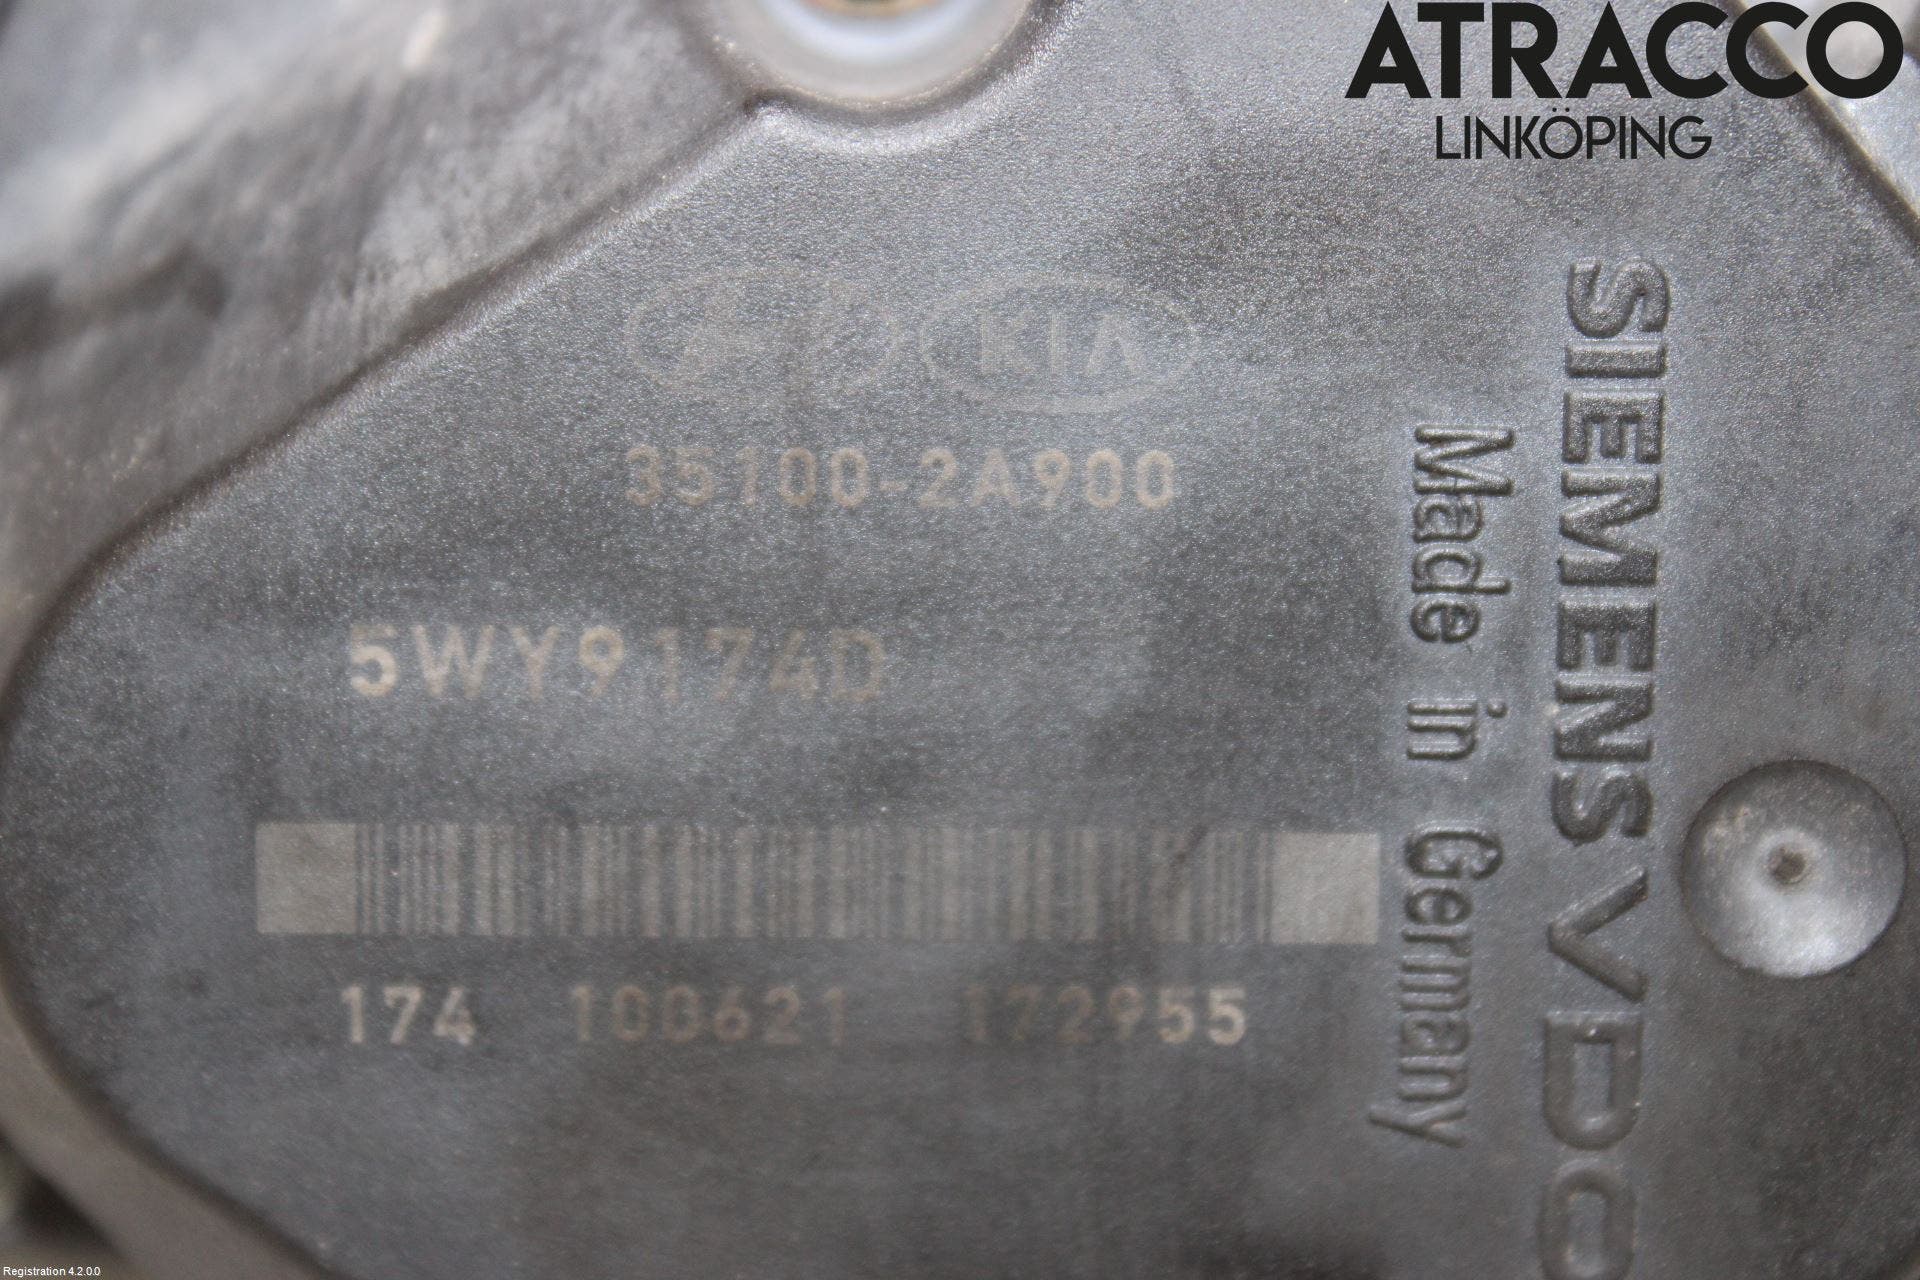 ATRACCO
LINKÖPING
KIA
35100-2A900
5WY9174D
174 100621 172955
SIEMENS VDO
Made in Germany
Registration 4.2.0.0